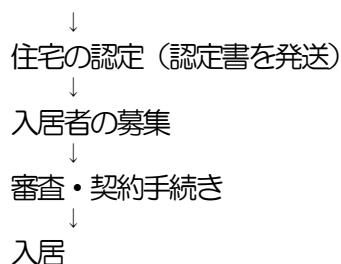 ↓
住宅の認定（認定書を発送）
↓
入居者の募集
↓
審査・契約手続き
↓
入居